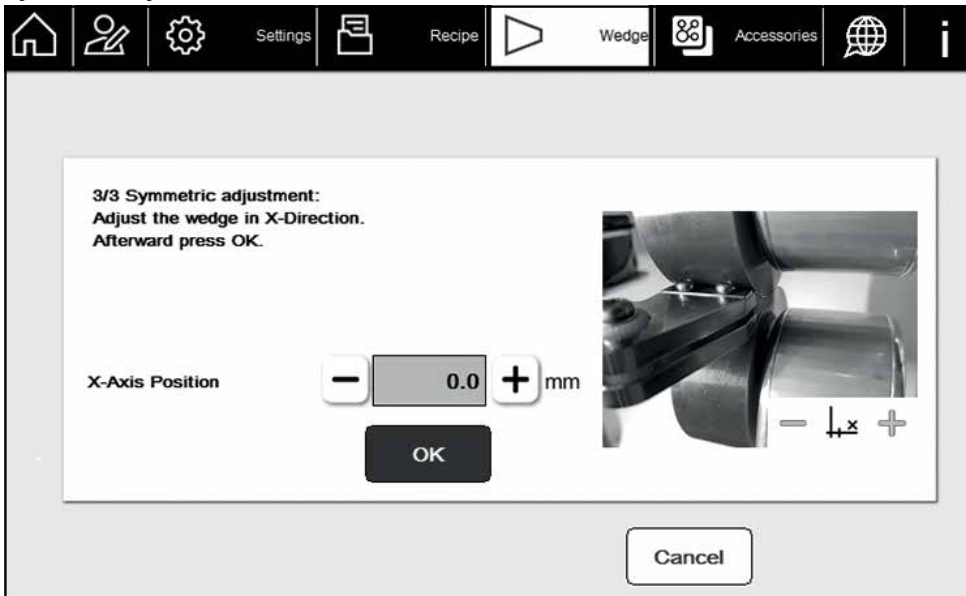 Settings Recipe Wedge Accessories i
3/3 Symmetric adjustment:
Adjust the wedge in X-Direction.
Afterward press OK.
X-Axis Position − 0.0 + mm
− x +
OK
Cancel